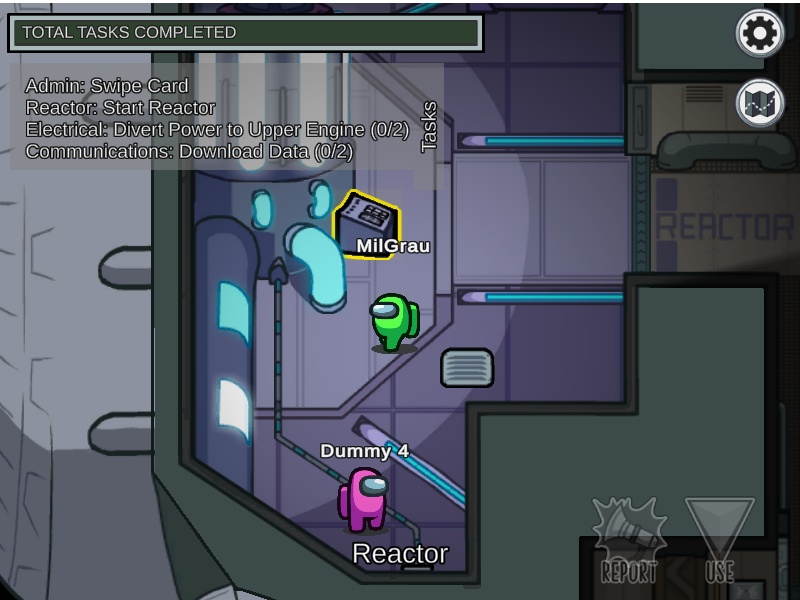 TOTAL TASKS COMPLETED
Admin: Swipe Card
Reactor: Start Reactor
Electrical: Divert Power to Upper Engine (0/2)
Communications: Download Data (0/2)
Tasks
REACTOR
MilGrau
Dummy 4
Reactor
REPORT
USE